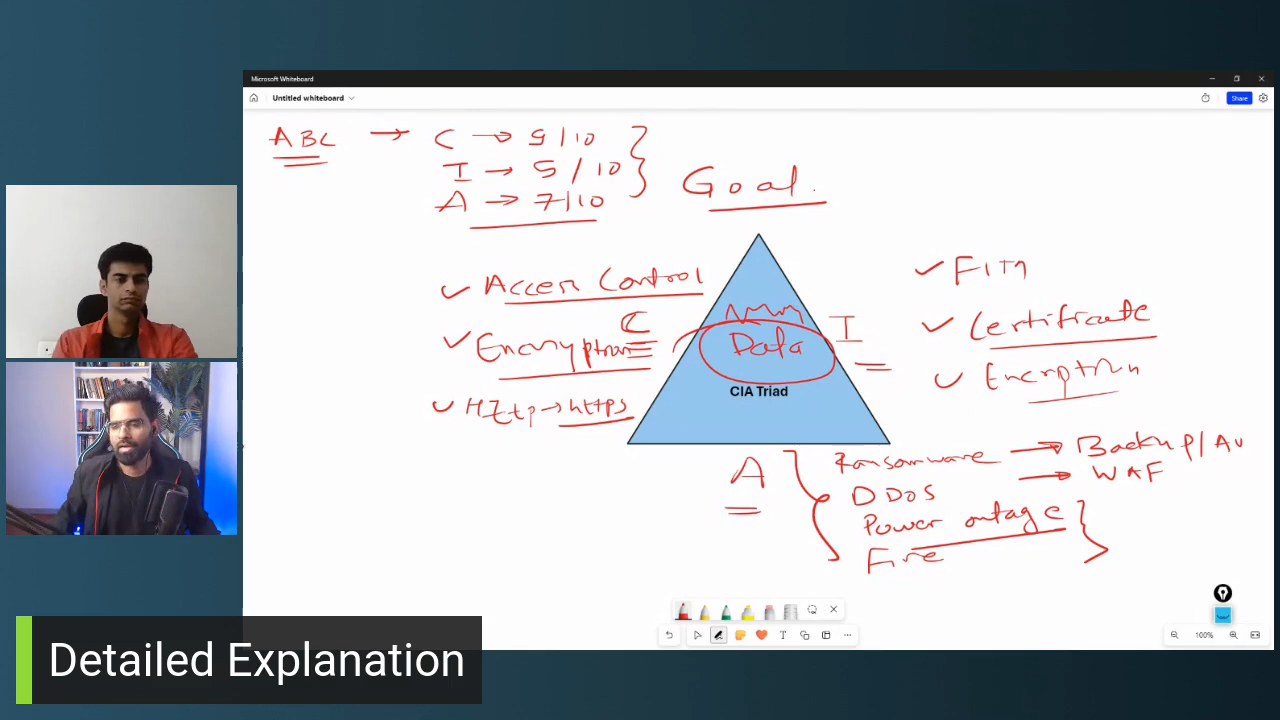 Microsoft Whiteboard
Untitled whiteboard
Share
ABC → C → 9/10
I → 5/10
A → 7/10
Goal.
Access Control
Encryption
Http → https
C
Data
I
CIA Triad
FIM
Certificate
Encryption
A
Ransomware → Backup/AV
DDoS → WAF
Power outage
Fire
100%
Detailed Explanation